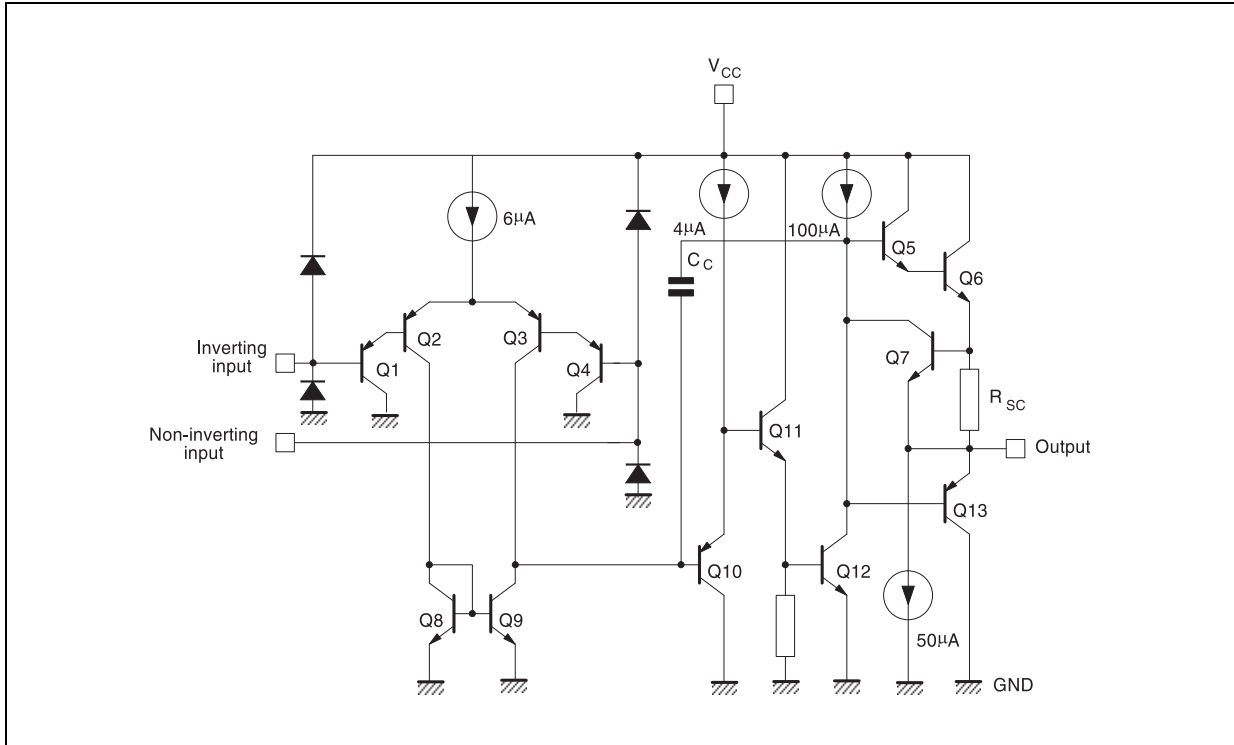 VCC
6µA
4µA
100µA
CC
Q5
Q6
Q2
Q3
Inverting
input
Q1
Q4
Q7
RSC
Non-inverting
input
Q11
Output
Q13
Q10
Q12
Q8
Q9
50µA
GND